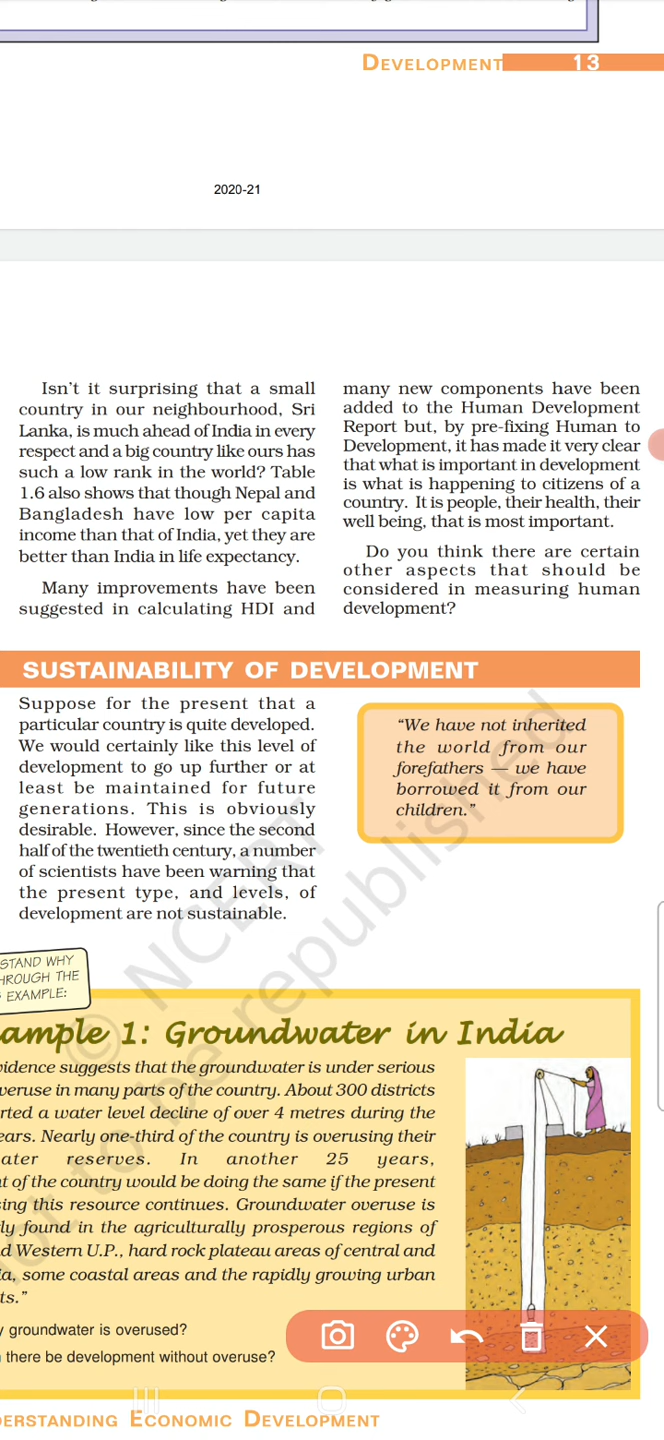 DEVELOPMENT 13
2020-21
Isn't it surprising that a small
country in our neighbourhood, Sri
Lanka, is much ahead of India in every
respect and a big country like ours has
such a low rank in the world? Table
1.6 also shows that though Nepal and
Bangladesh have low per capita
income than that of India, yet they are
better than India in life expectancy.
Many improvements have been
suggested in calculating HDI and
many new components have been
added to the Human Development
Report but, by pre-fixing Human to
Development, it has made it very clear
that what is important in development
is what is happening to citizens of a
country. It is people, their health, their
well being, that is most important.
Do you think there are certain
other aspects that should be
considered in measuring human
development?
SUSTAINABILITY OF DEVELOPMENT
Suppose for the present that a
particular country is quite developed.
We would certainly like this level of
development to go up further or at
least be maintained for future
generations. This is obviously
desirable. However, since the second
half of the twentieth century, a number
of scientists have been warning that
the present type, and levels, of
development are not sustainable.
"We have not inherited
the world from our
forefathers — we have
borrowed it from our
children."
STAND WHY
HROUGH THE
EXAMPLE:
ample 1: Groundwater in India
vidence suggests that the groundwater is under serious
veruse in many parts of the country. About 300 districts
rted a water level decline of over 4 metres during the
ears. Nearly one-third of the country is overusing their
ater reserves. In another 25 years,
t of the country would be doing the same if the present
sing this resource continues. Groundwater overuse is
ly found in the agriculturally prosperous regions of
d Western U.P., hard rock plateau areas of central and
ia, some coastal areas and the rapidly growing urban
ts."
y groundwater is overused?
there be development without overuse?
DERSTANDING ECONOMIC DEVELOPMENT
© NCERT
not to be republished